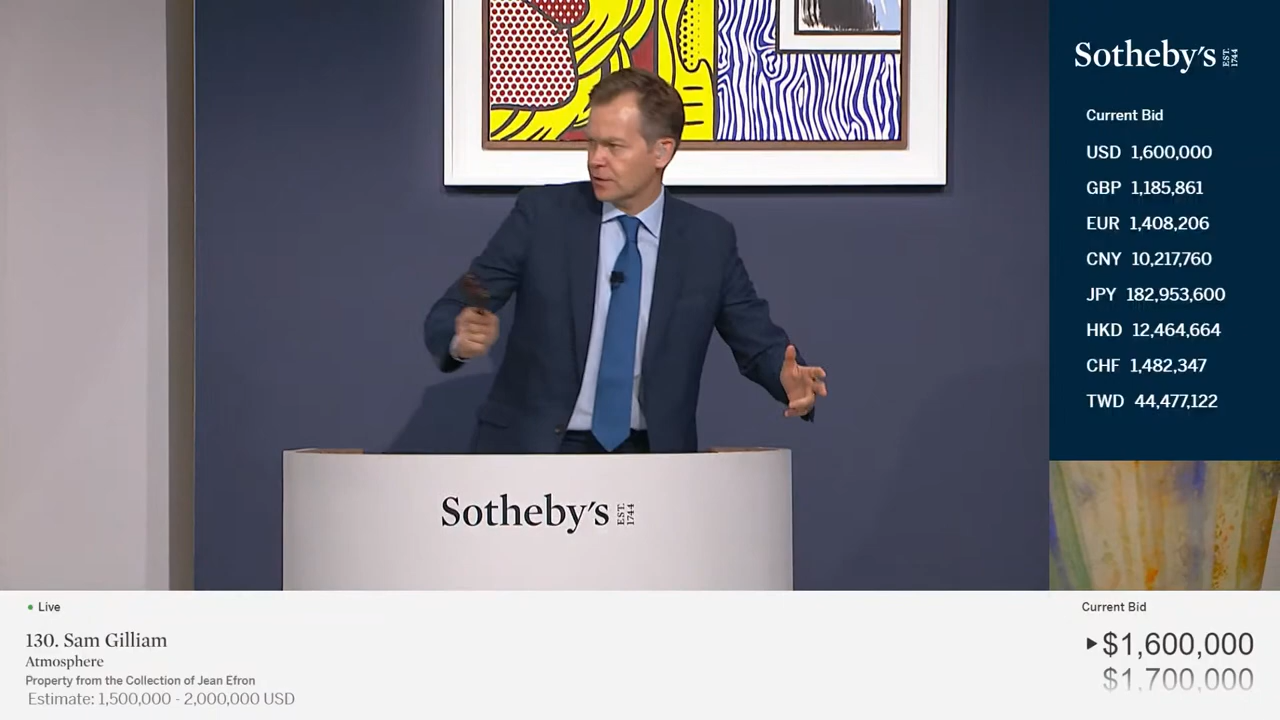 Sotheby's EST. 1744
Current Bid
USD 1,600,000
GBP 1,185,861
EUR 1,408,206
CNY 10,217,760
JPY 182,953,600
HKD 12,464,664
CHF 1,482,347
TWD 44,477,122
Sotheby's EST. 1744
Live
130. Sam Gilliam
Atmosphere
Property from the Collection of Jean Efron
Estimate: 1,500,000 - 2,000,000 USD
Current Bid
$1,600,000
$1,700,000